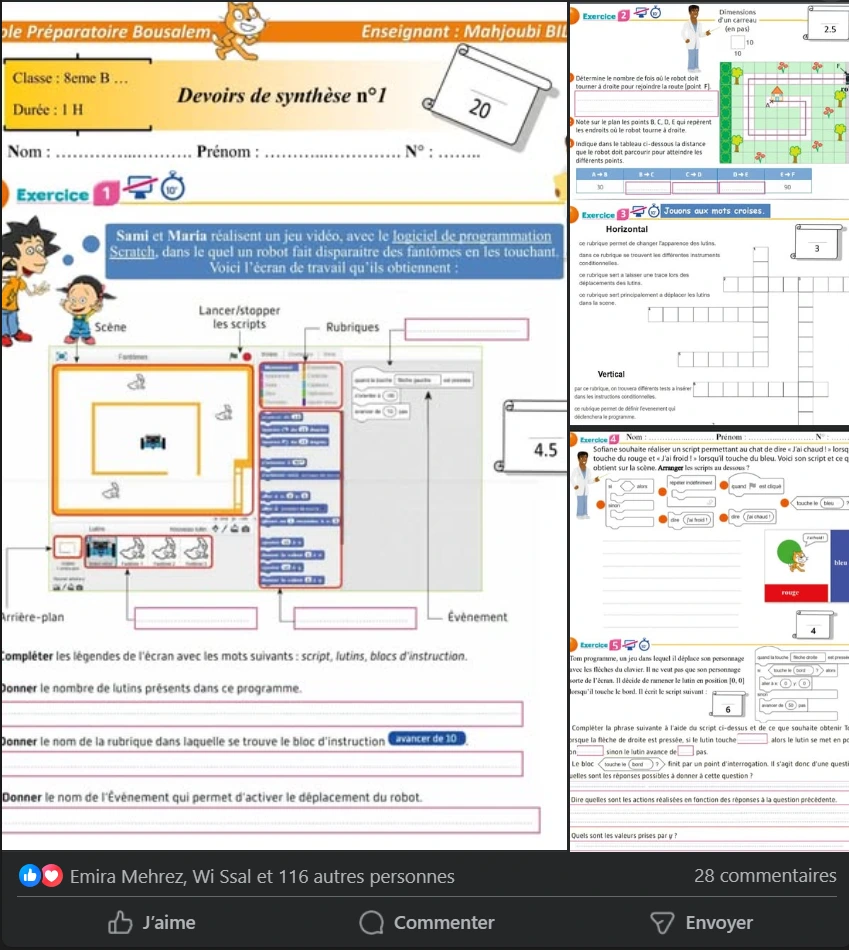 ole Préparatoire Bousalem
Enseignant : Mahjoubi BIL
Classe : 8eme B ...
Durée : 1 H
Devoirs de synthèse n°1
20
Nom : ........................ Prénom : ........................ N° : ........
Exercice 1
10'
Sami et Maria réalisent un jeu vidéo, avec le logiciel de programmation
Scratch, dans le quel un robot fait disparaitre des fantômes en les touchant.
Voici l'écran de travail qu'ils obtiennent :
Scène
Lancer/stopper
les scripts
Rubriques
Fantômes
quand la touche flèche gauche est pressée
s'orienter à
avancer de 10 pas
4.5
Lutins
Arrière-plan
Évènement
Compléter les légendes de l'écran avec les mots suivants : script, lutins, blocs d'instruction.
Donner le nombre de lutins présents dans ce programme.
Donner le nom de la rubrique dans laquelle se trouve le bloc d'instruction avancer de 10 .
Donner le nom de l'Évènement qui permet d'activer le déplacement du robot.
Exercice 2
Dimensions
d'un carreau
(en pas)
10
10
2.5
Détermine le nombre de fois où le robot doit
tourner à droite pour rejoindre la route (point F).
Note sur le plan les points B, C, D, E qui repèrent
les endroits où le robot tourne à droite.
Indique dans le tableau ci-dessous la distance
que le robot doit parcourir pour atteindre les
différents points.
A
F
A➔B B➔C C➔D D➔E E➔F
10 90
Exercice 3
Jouons aux mots croises.
3
Horizontal
ce rubrique permet de changer l'apparence des lutins.
dans ce rubrique se trouvent les différentes instruments
conditionnelles.
ce rubrique sert a laisser une trace lors des
déplacements des lutins.
ce rubrique sert principalement a déplacer les lutins
dans la scene.
Vertical
par ce rubrique, on trouvera différents tests a insérer
dans les instructions conditionnelles.
ce rubrique permet de définir l'evenement qui
déclenchera le programme.
Exercice 4
Nom : ........................ Prénom : ........................ N° :
Sofiane souhaite réaliser un script permettant au chat de dire « J'ai chaud ! » lorsq
touche du rouge et « J'ai froid ! » lorsqu'il touche du bleu. Voici son script et ce q
obtient sur la scène. Arranger les scripts au dessous ?
si alors
sinon
répéter indéfiniment
quand est cliqué
touche le bleu ?
dire J'ai froid !
dire J'ai chaud !
J'ai chaud !
bleu
rouge
4
Exercice 5
Tom programme, un jeu dans lequel il déplace son personnage
avec les flèches du clavier. Il ne veut pas que son personnage
sorte de l'écran. Il décide de ramener le lutin en position [0, 0]
lorsqu'il touche le bord. Il écrit le script suivant :
6
quand la touche flèche droite est pressée
si touche le bord ? alors
aller à x: 0 y: 0
sinon
avancer de 50 pas
Compléter la phrase suivante à l'aide du script ci-dessus et de ce que souhaite obtenir To
orsque la flèche de droite est pressée, si le lutin touche alors le lutin se met en po
on sinon le lutin avance de pas.
Le bloc touche le bord ? finit par un point d'interrogation. Il s'agit donc d'une questi
uelles sont les réponses possibles à donner à cette question ?
Dire quelles sont les actions réalisées en fonction des réponses à la question précédente.
Quels sont les valeurs prises par y ?
Emira Mehrez, Wi Ssal et 116 autres personnes
28 commentaires
J'aime
Commenter
Envoyer